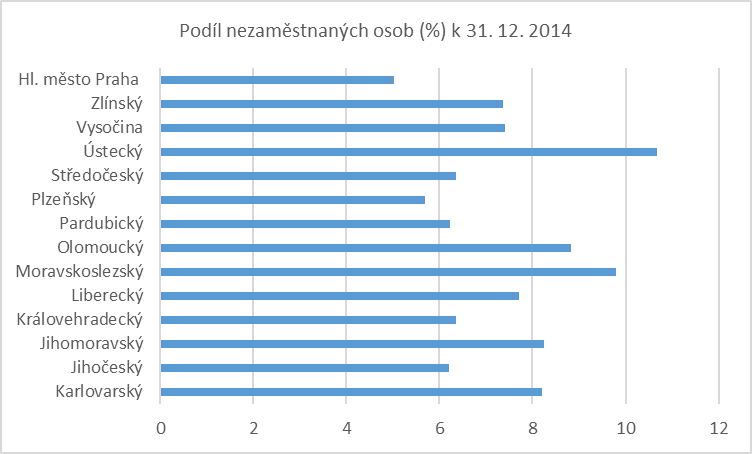 Podíl nezaměstnaných osob (%) k 31. 12. 2014
Hl. město Praha
Zlínský
Vysočina
Ústecký
Středočeský
Plzeňský
Pardubický
Olomoucký
Moravskoslezský
Liberecký
Královehradecký
Jihomoravský
Jihočeský
Karlovarský
0 2 4 6 8 10 12